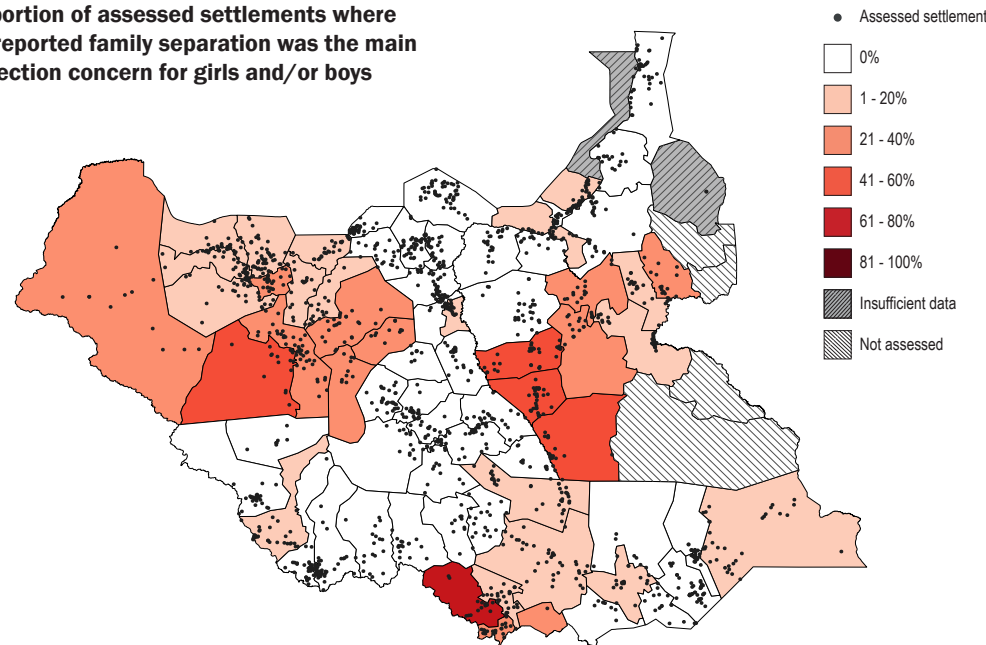 portion of assessed settlements where
reported family separation was the main
ection concern for girls and/or boys
Assessed settlement
0%
1 - 20%
21 - 40%
41 - 60%
61 - 80%
81 - 100%
Insufficient data
Not assessed